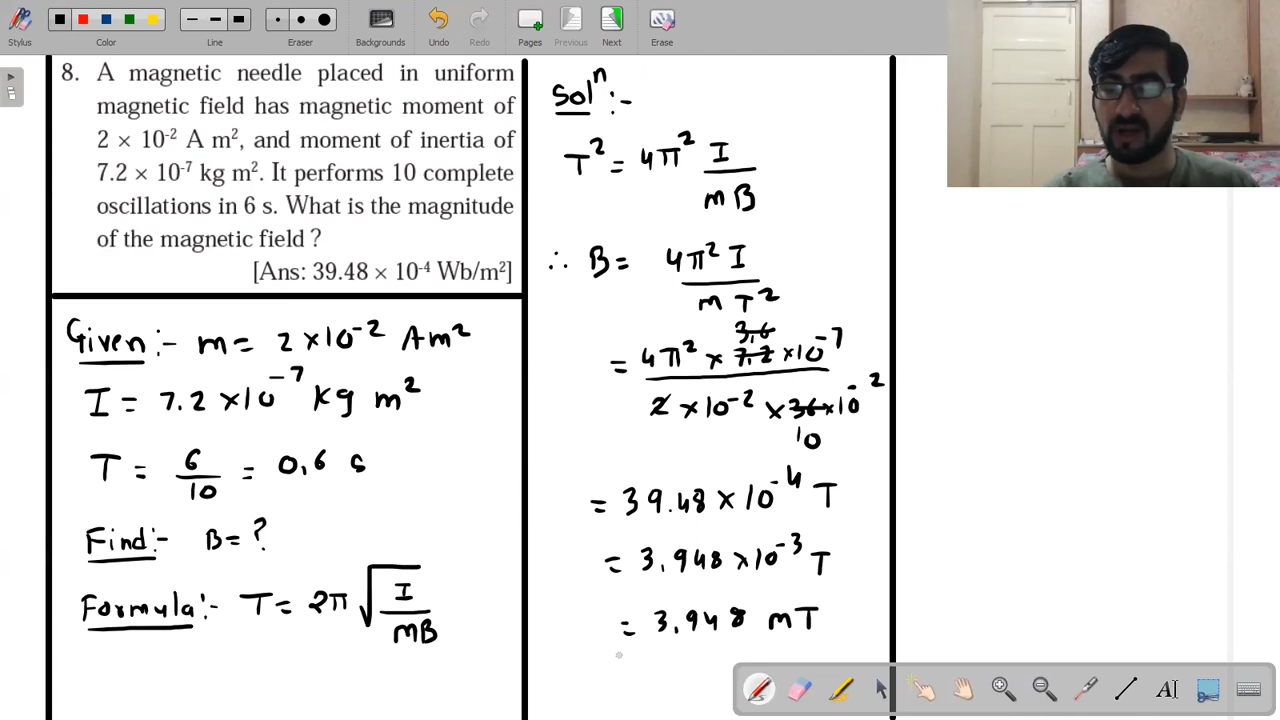 Stylus
Color
Line
Eraser
Backgrounds
Undo
Redo
Pages
Previous
Next
Erase
8. A magnetic needle placed in uniform
magnetic field has magnetic moment of
2 × 10⁻² A m², and moment of inertia of
7.2 × 10⁻⁷ kg m². It performs 10 complete
oscillations in 6 s. What is the magnitude
of the magnetic field ?
[Ans: 39.48 × 10⁻⁴ Wb/m²]
Given :- m = 2 × 10⁻² Am²
I = 7.2 × 10⁻⁷ kg m²
T = 6/10 = 0.6 s
Find :- B = ?
Formula :- T = 2π √(I/MB)
Solⁿ :-
T² = 4π² I/mB
∴ B = 4π² I / m T²
3.6
= 4π² × 7.2 × 10⁻⁷
2 × 10⁻² × 36 × 10⁻²
10
= 39.48 × 10⁻⁴ T
= 3.948 × 10⁻³ T
= 3.948 mT